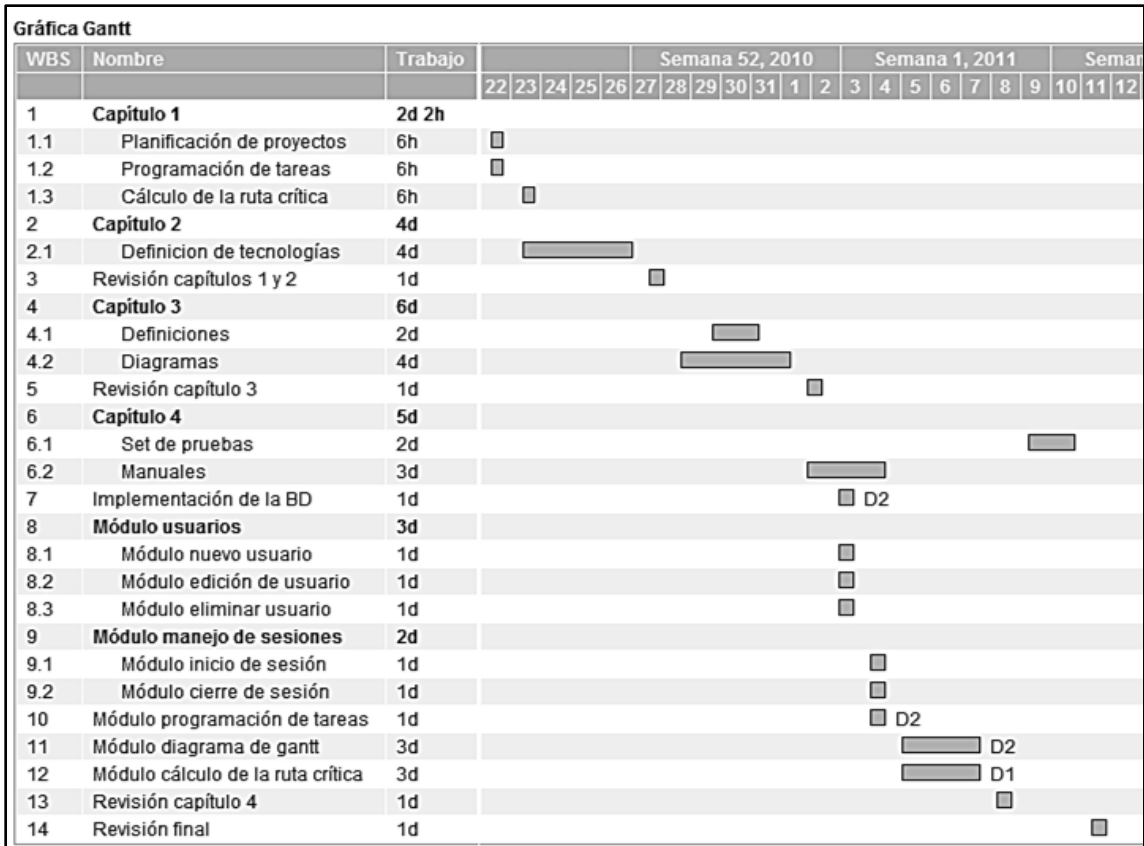 Gráfica Gantt
WBS Nombre Trabajo Semana 52, 2010 Semana 1, 2011 Semar
22 23 24 25 26 27 28 29 30 31 1 2 3 4 5 6 7 8 9 10 11 12
1 Capítulo 1 2d 2h
1.1 Planificación de proyectos 6h
1.2 Programación de tareas 6h
1.3 Cálculo de la ruta crítica 6h
2 Capítulo 2 4d
2.1 Definicion de tecnologías 4d
3 Revisión capítulos 1 y 2 1d
4 Capítulo 3 6d
4.1 Definiciones 2d
4.2 Diagramas 4d
5 Revisión capítulo 3 1d
6 Capítulo 4 5d
6.1 Set de pruebas 2d
6.2 Manuales 3d
7 Implementación de la BD 1d D2
8 Módulo usuarios 3d
8.1 Módulo nuevo usuario 1d
8.2 Módulo edición de usuario 1d
8.3 Módulo eliminar usuario 1d
9 Módulo manejo de sesiones 2d
9.1 Módulo inicio de sesión 1d
9.2 Módulo cierre de sesión 1d
10 Módulo programación de tareas 1d D2
11 Módulo diagrama de gantt 3d D2
12 Módulo cálculo de la ruta crítica 3d D1
13 Revisión capítulo 4 1d
14 Revisión final 1d